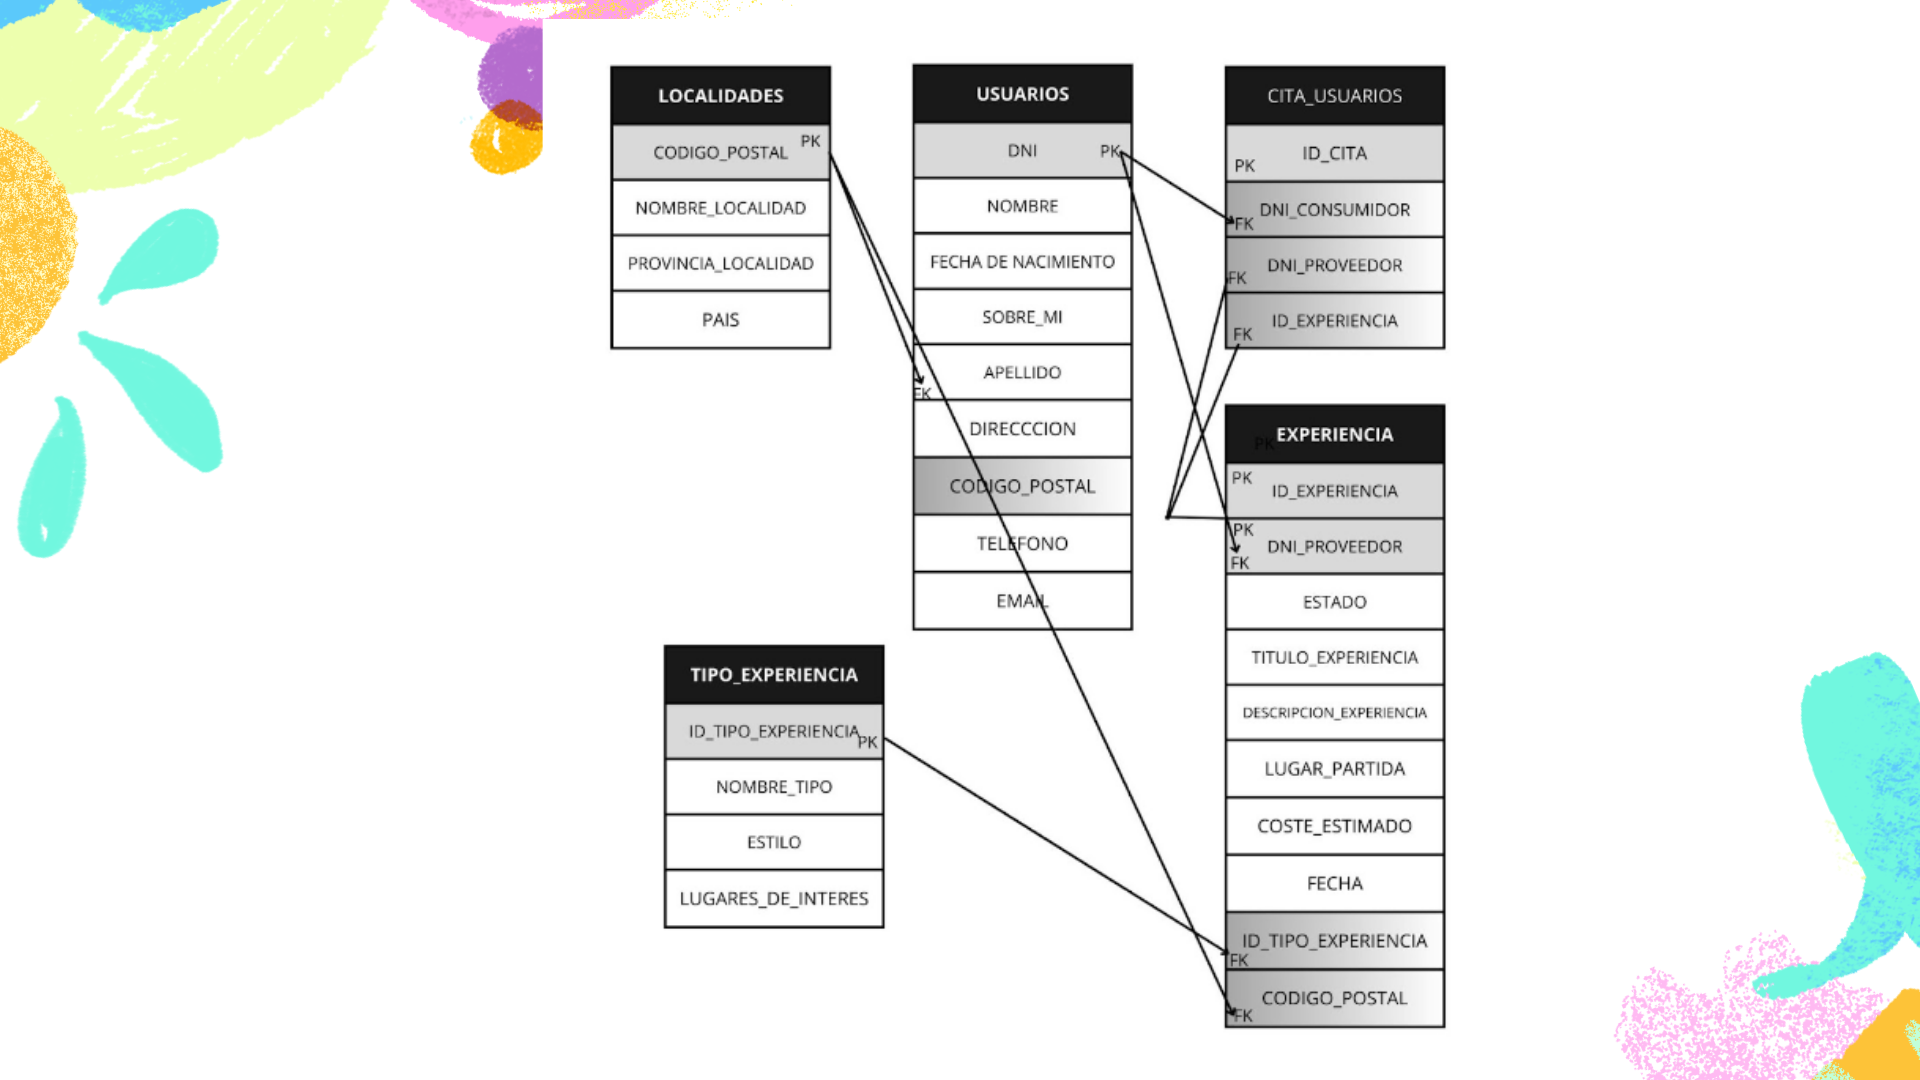 LOCALIDADES
CODIGO_POSTAL PK
NOMBRE_LOCALIDAD
PROVINCIA_LOCALIDAD
PAIS
USUARIOS
DNI PK
NOMBRE
FECHA DE NACIMIENTO
SOBRE_MI
APELLIDO
FK
DIRECCCION
CODIGO_POSTAL
TELEFONO
EMAIL
CITA_USUARIOS
PK ID_CITA
FK DNI_CONSUMIDOR
FK DNI_PROVEEDOR
FK ID_EXPERIENCIA
PK EXPERIENCIA
PK ID_EXPERIENCIA
PK
DNI_PROVEEDOR
FK
ESTADO
TITULO_EXPERIENCIA
DESCRIPCION_EXPERIENCIA
LUGAR_PARTIDA
COSTE_ESTIMADO
FECHA
ID_TIPO_EXPERIENCIA
FK
CODIGO_POSTAL
FK
TIPO_EXPERIENCIA
ID_TIPO_EXPERIENCIA PK
NOMBRE_TIPO
ESTILO
LUGARES_DE_INTERES